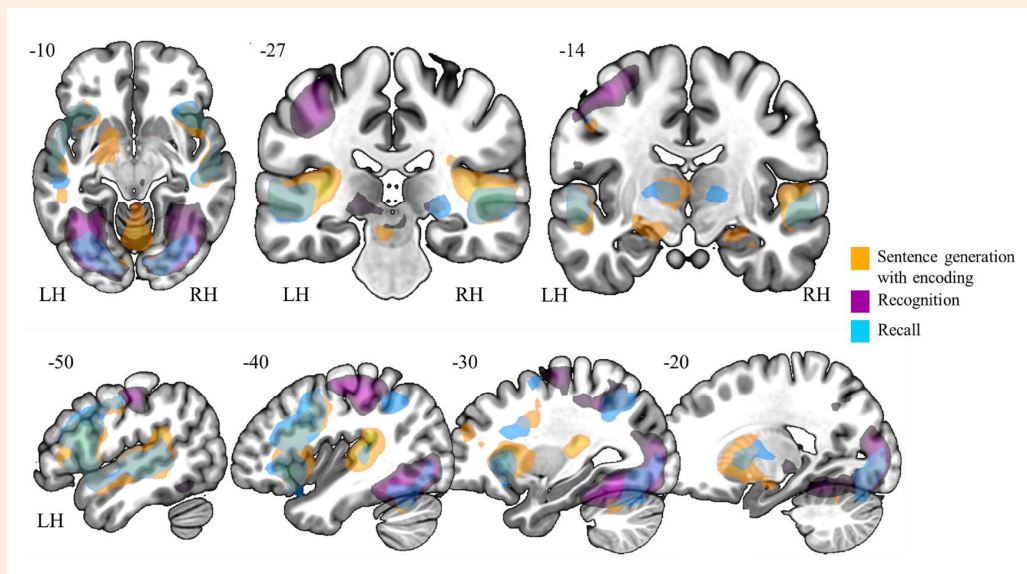 -10
-27
-14
LH
RH
LH
RH
LH
RH
Sentence generation
with encoding
Recognition
Recall
-50
-40
-30
-20
LH